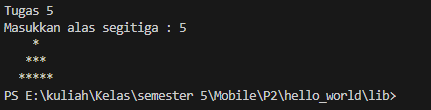 Tugas 5
Masukkan alas segitiga : 5
    *
   ***
  *****
PS E:\kuliah\Kelas\semester 5\Mobile\P2\hello_world\lib>